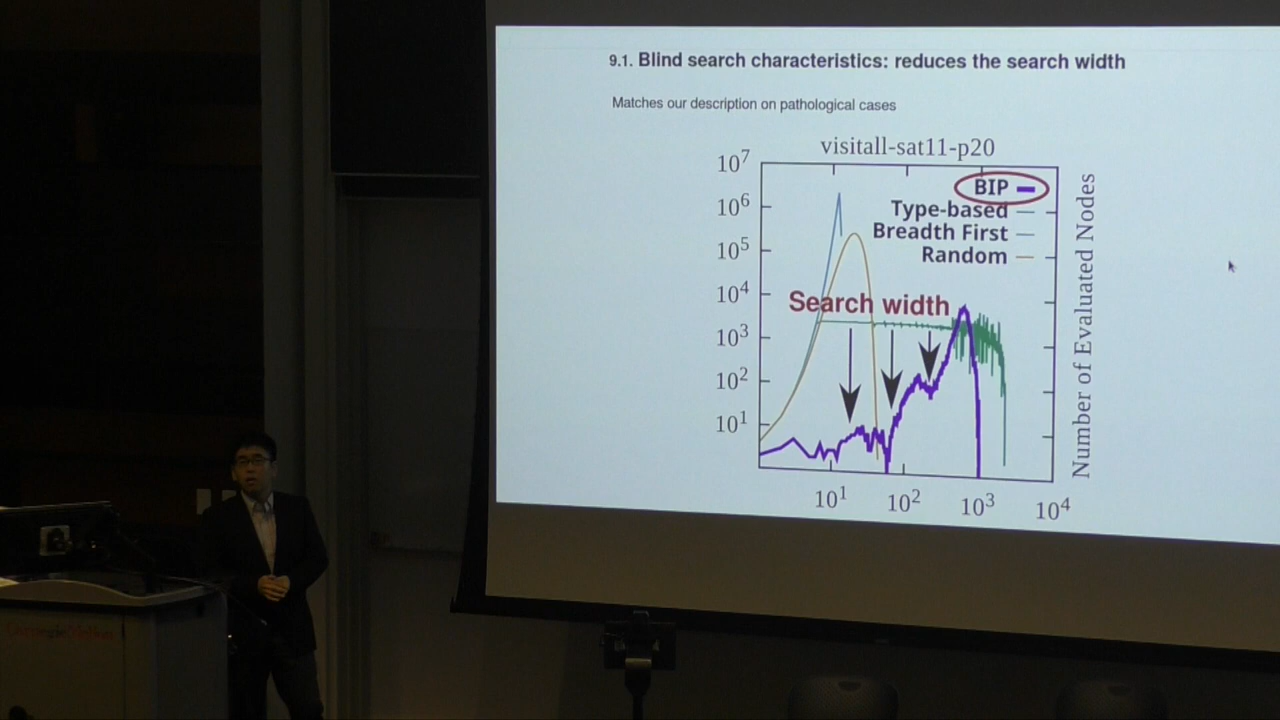 9.1. Blind search characteristics: reduces the search width
Matches our description on pathological cases
visitall-sat11-p20
10⁷
10⁶
10⁵
10⁴
10³
10²
10¹
BIP
Type-based
Breadth First
Random
Search width
Number of Evaluated Nodes
10¹
10²
10³
10⁴
Carnegie Mellon